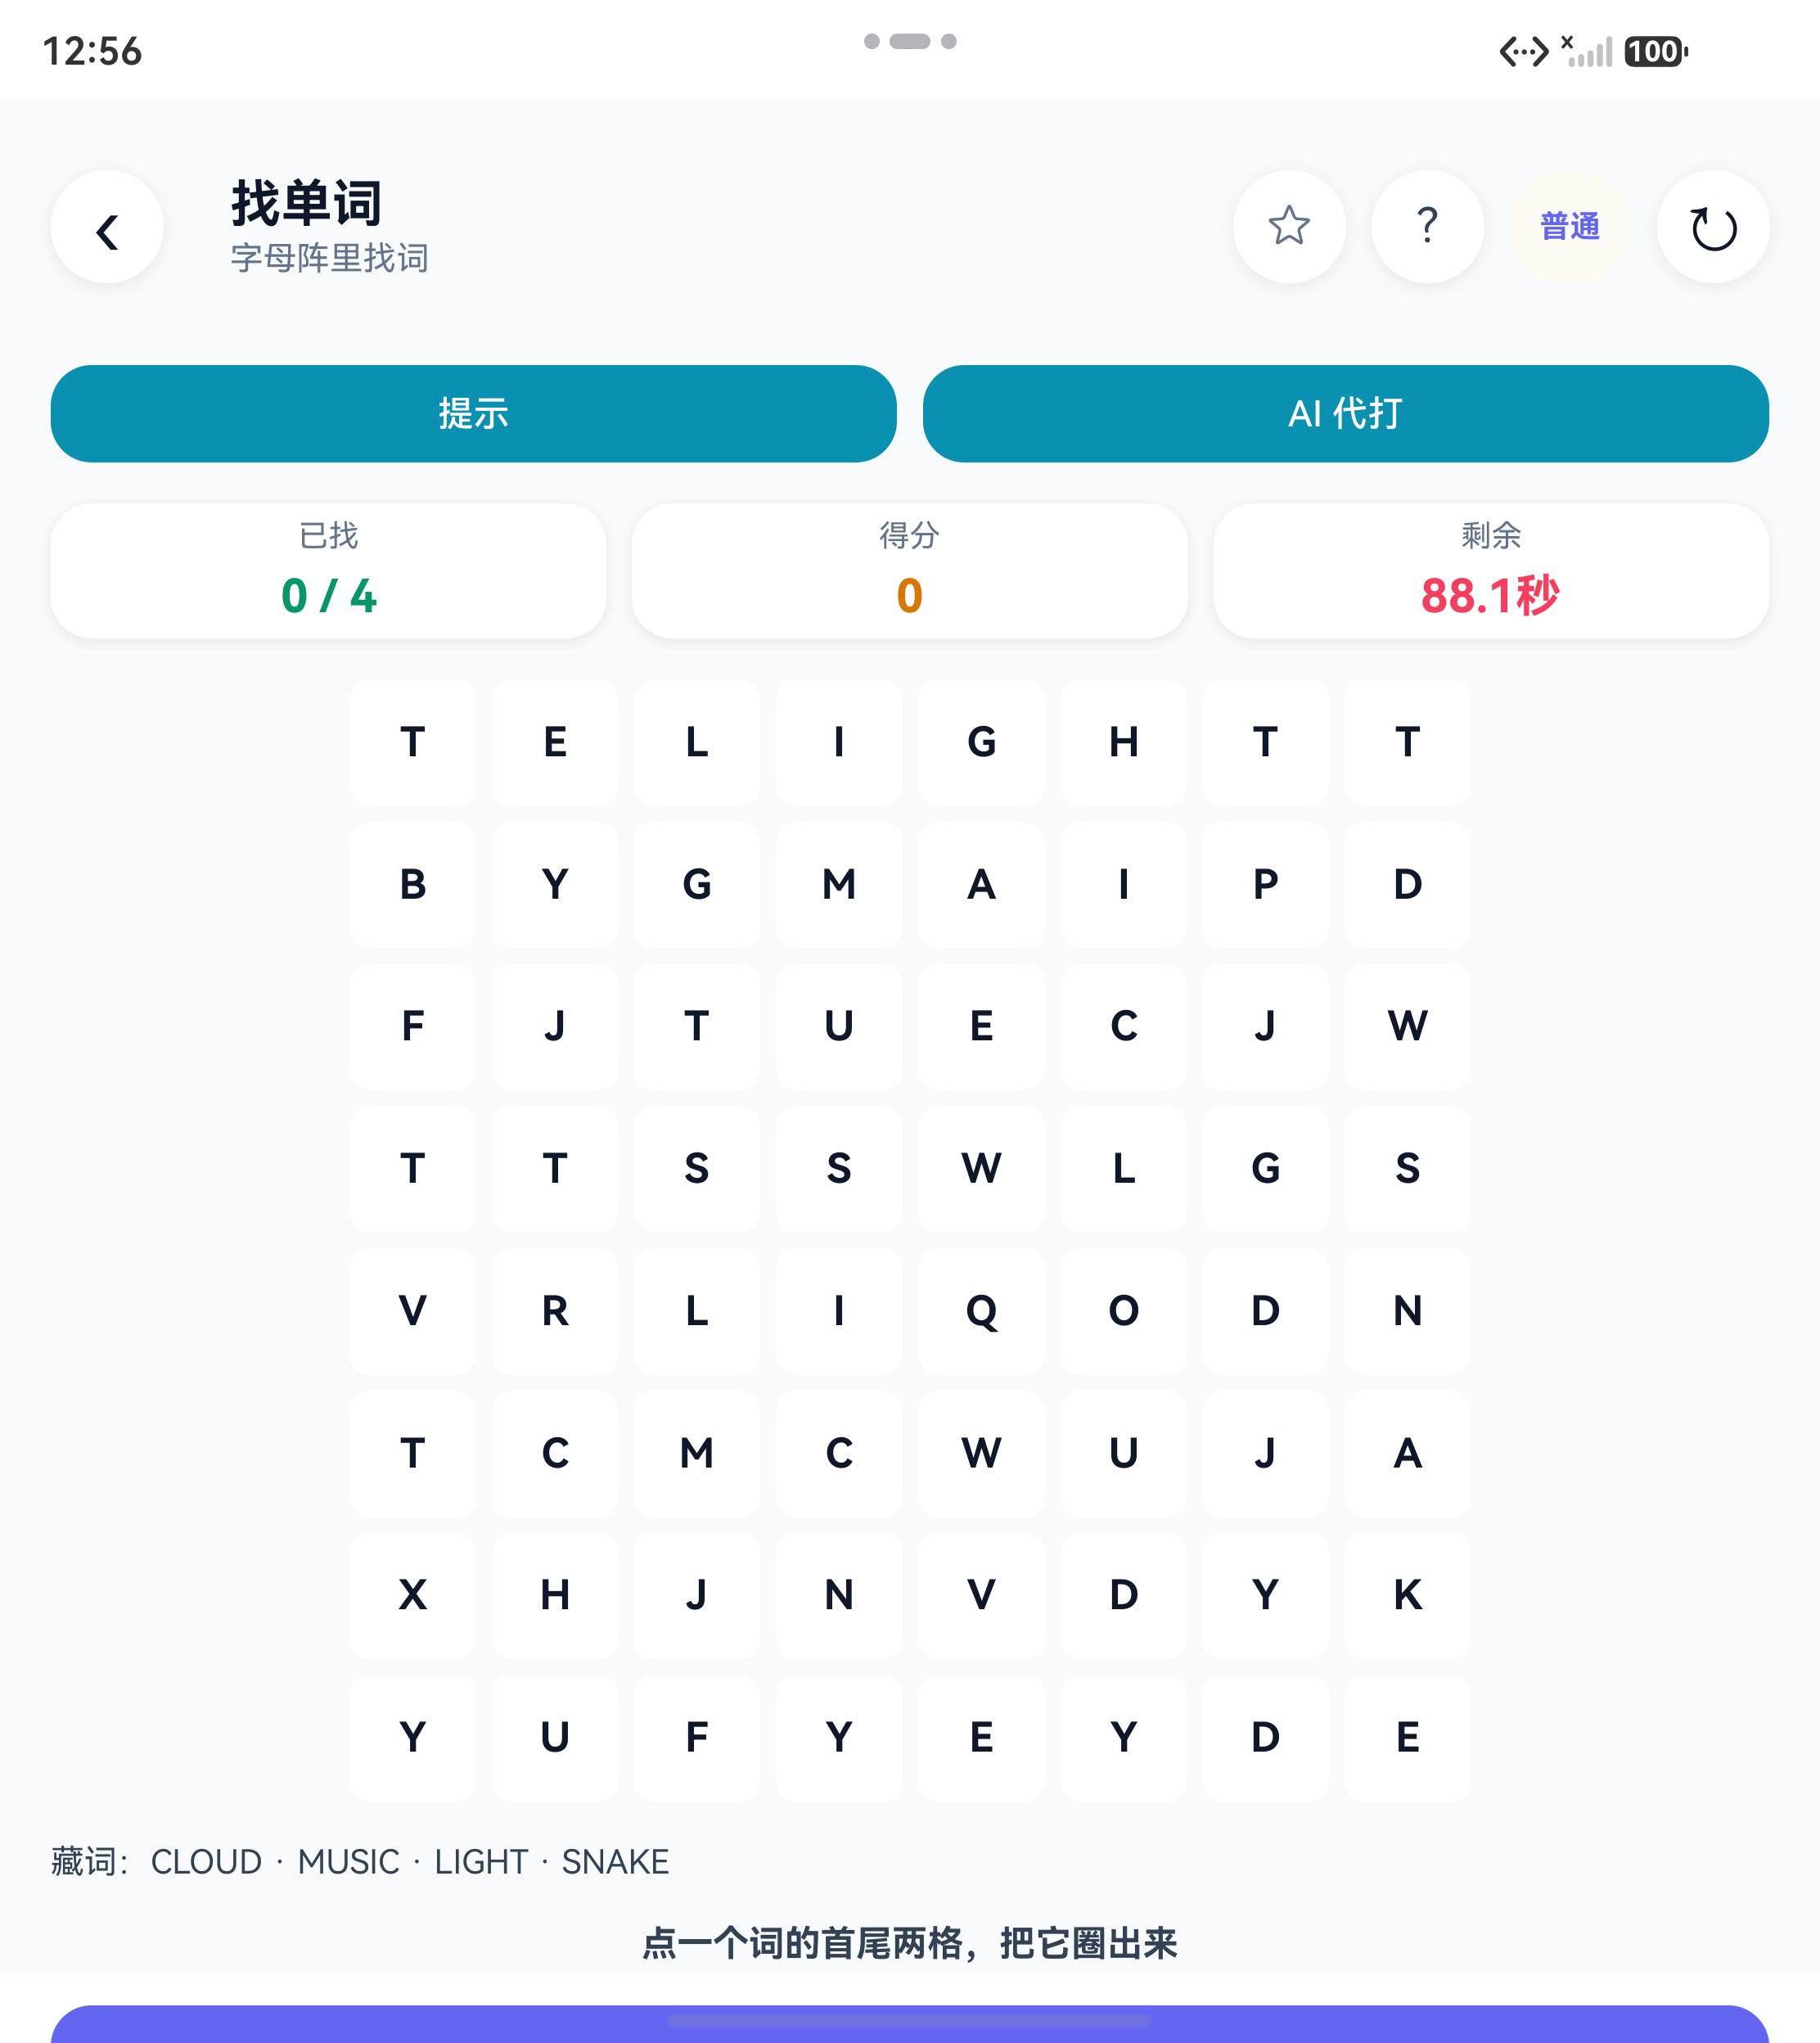 12:56
100
找单词
字母阵里找词
?
普通
提示
AI 代打
已找
得分
剩余
0 / 4
0
88.1秒
T E L I G H T T
B Y G M A I P D
F J T U E C J W
T T S S W L G S
V R L I Q O D N
T C M C W U J A
X H J N V D Y K
Y U F Y E Y D E
藏词：CLOUD · MUSIC · LIGHT · SNAKE
点一个词的首尾两格，把它圈出来